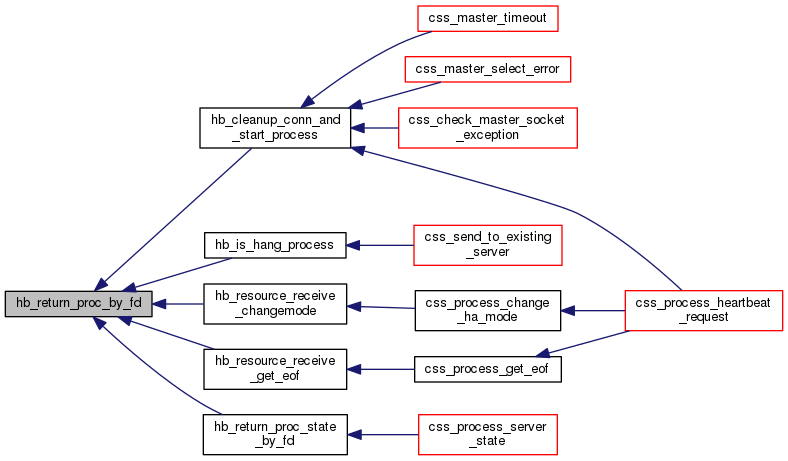 css_master_timeout
css_master_select_error
hb_cleanup_conn_and
_start_process
css_check_master_socket
_exception
hb_is_hang_process
css_send_to_existing
_server
hb_return_proc_by_fd
hb_resource_receive
_changemode
css_process_change
_ha_mode
css_process_heartbeat
_request
hb_resource_receive
_get_eof
css_process_get_eof
hb_return_proc_state
_by_fd
css_process_server
_state